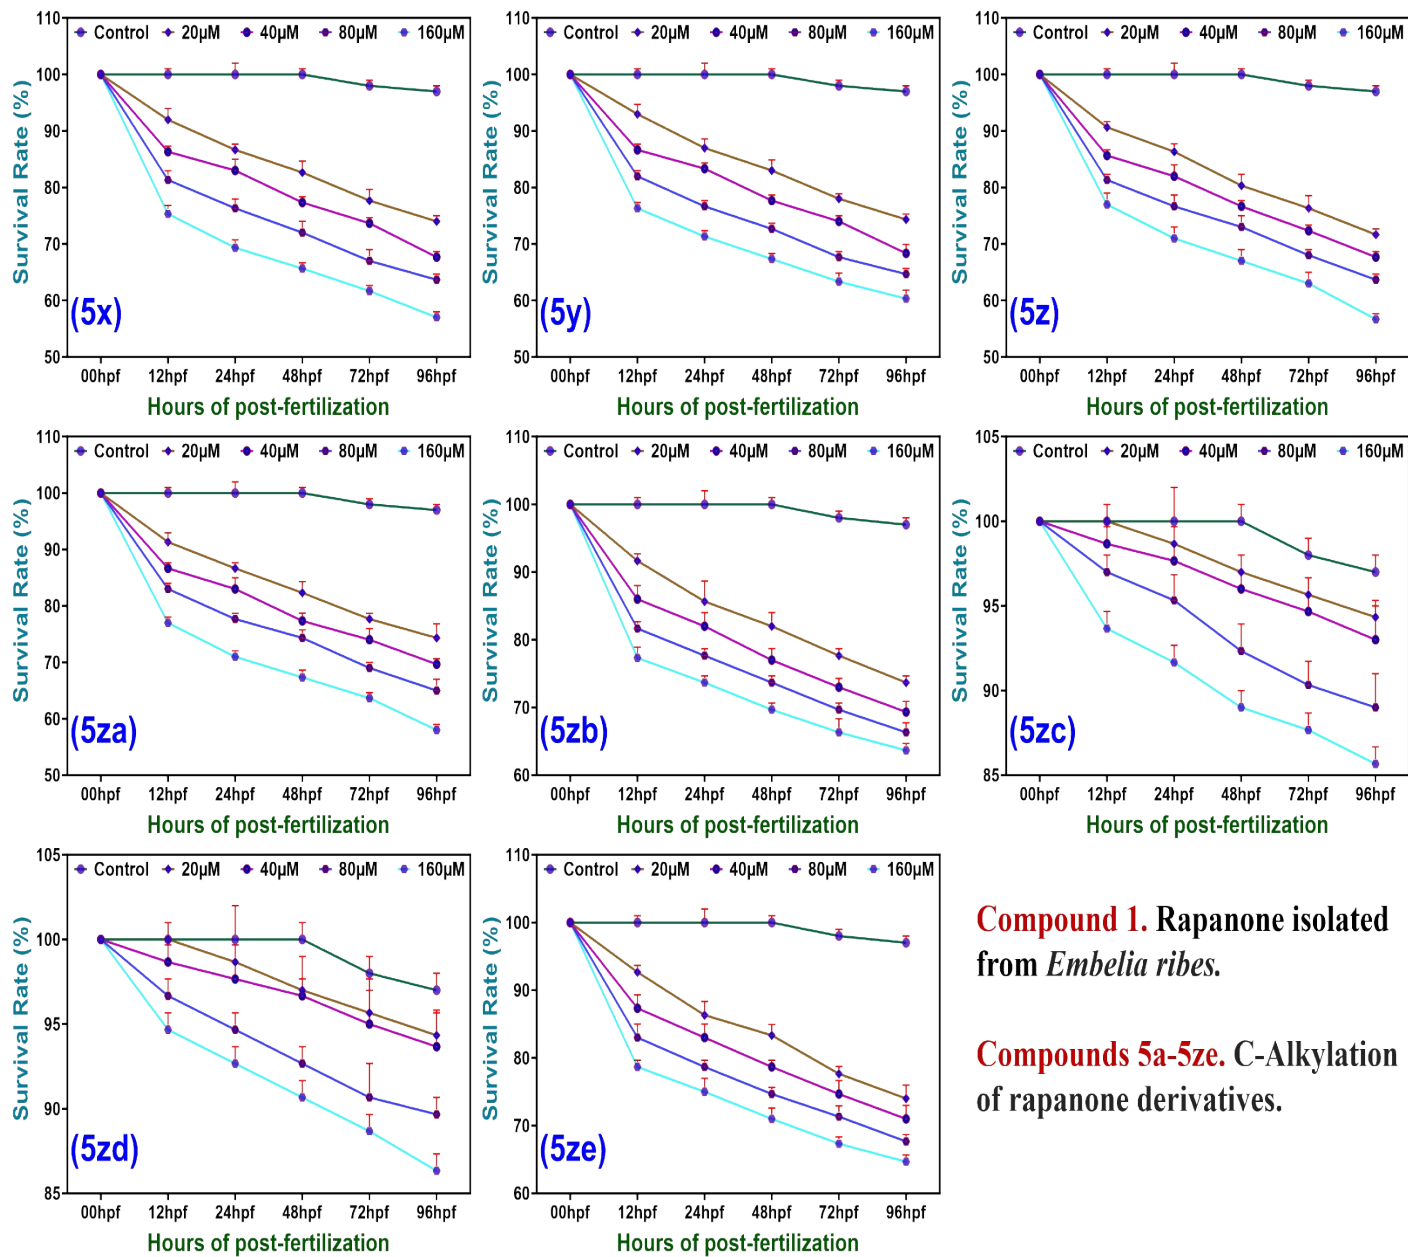 110
100
90
80
70
60
50
Survival Rate (%)
Control 20µM 40µM 80µM 160µM
(5x)
00hpf 12hpf 24hpf 48hpf 72hpf 96hpf
Hours of post-fertilization
110
100
90
80
70
60
50
Survival Rate (%)
Control 20µM 40µM 80µM 160µM
(5y)
00hpf 12hpf 24hpf 48hpf 72hpf 96hpf
Hours of post-fertilization
110
100
90
80
70
60
50
Survival Rate (%)
Control 20µM 40µM 80µM 160µM
(5z)
00hpf 12hpf 24hpf 48hpf 72hpf 96hpf
Hours of post-fertilization
110
100
90
80
70
60
50
Survival Rate (%)
Control 20µM 40µM 80µM 160µM
(5za)
00hpf 12hpf 24hpf 48hpf 72hpf 96hpf
Hours of post-fertilization
110
100
90
80
70
60
Survival Rate (%)
Control 20µM 40µM 80µM 160µM
(5zb)
00hpf 12hpf 24hpf 48hpf 72hpf 96hpf
Hours of post-fertilization
105
100
95
90
85
Survival Rate (%)
Control 20µM 40µM 80µM 160µM
(5zc)
00hpf 12hpf 24hpf 48hpf 72hpf 96hpf
Hours of post-fertilization
105
100
95
90
85
Survival Rate (%)
Control 20µM 40µM 80µM 160µM
(5zd)
00hpf 12hpf 24hpf 48hpf 72hpf 96hpf
Hours of post-fertilization
110
100
90
80
70
60
Survival Rate (%)
Control 20µM 40µM 80µM 160µM
(5ze)
00hpf 12hpf 24hpf 48hpf 72hpf 96hpf
Hours of post-fertilization
Compound 1. Rapanone isolated
from Embelia ribes.
Compounds 5a-5ze. C-Alkylation
of rapanone derivatives.